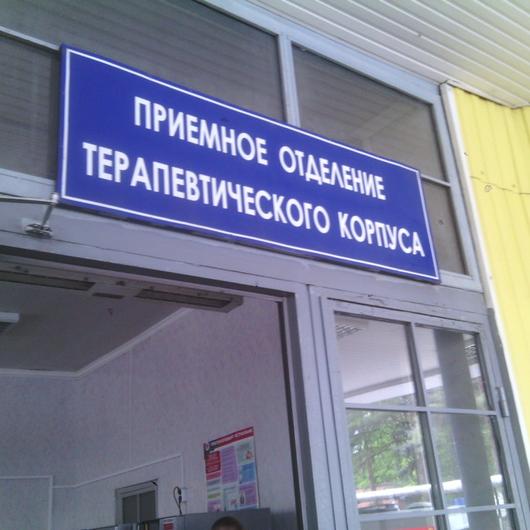 ПРИЕМНОЕ ОТДЕЛЕНИЕ
ТЕРАПЕВТИЧЕСКОГО КОРПУСА